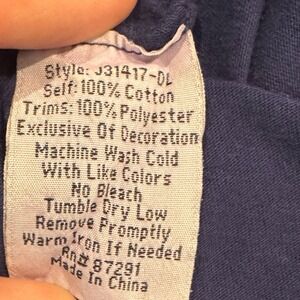 Style: J31417-DL
Self: 100% Cotton
Trims: 100% Polyester
Exclusive Of Decoration
Machine Wash Cold
With Like Colors
No Bleach
Tumble Dry Low
Remove Promptly
Warm Iron If Needed
Rn# 87291
Made In China